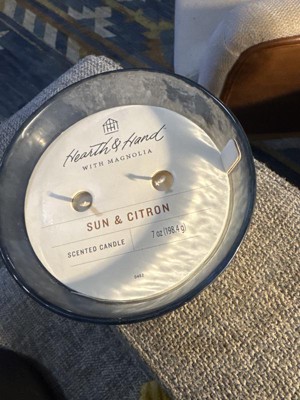 Hearth & Hand
WITH MAGNOLIA
SUN & CITRON
SCENTED CANDLE
7 oz (198.4 g)